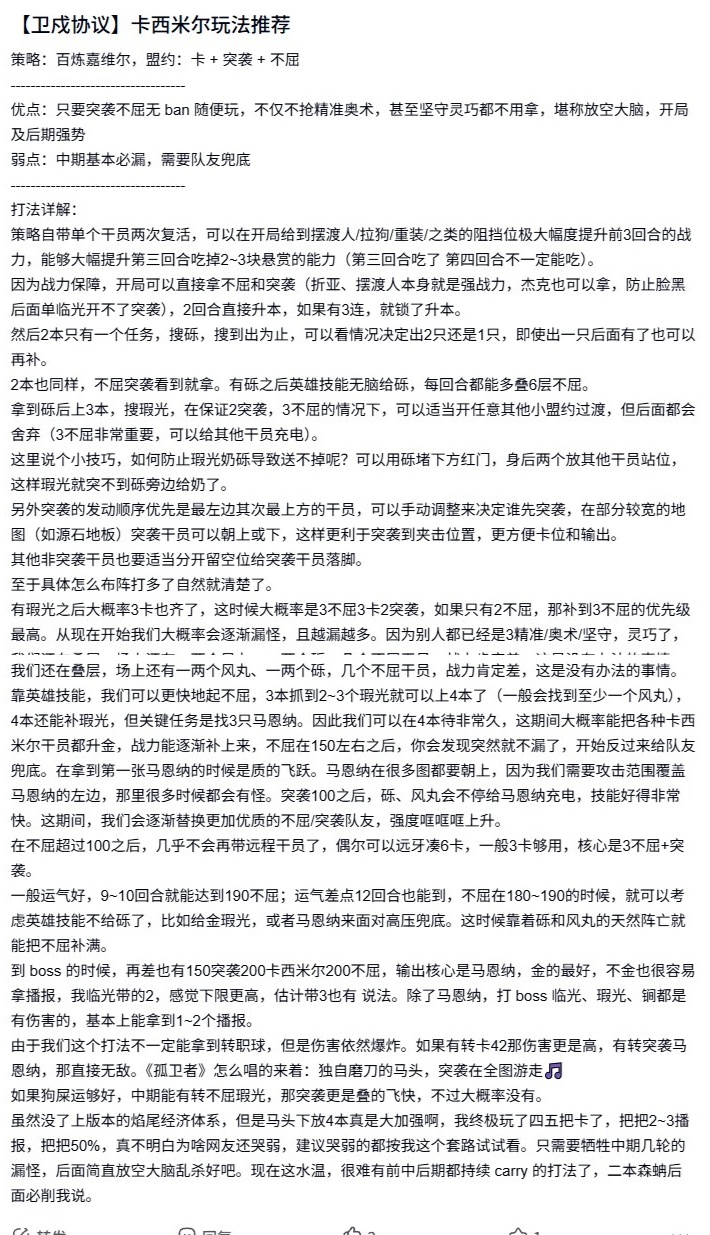 【卫戍协议】卡西米尔玩法推荐
策略：百炼嘉维尔，盟约：卡 + 突袭 + 不屈
-----------------------------------
优点：只要突袭不屈无 ban 随便玩，不仅不抢精准奥术，甚至坚守灵巧都不用拿，堪称放空大脑，开局
及后期强势
弱点：中期基本必漏，需要队友兜底
-----------------------------------
打法详解：
策略自带单个干员两次复活，可以在开局给到摆渡人/拉狗/重装/之类的阻挡位极大幅度提升前3回合的战
力，能够大幅提升第三回合吃掉2~3块悬赏的能力（第三回合吃了 第四回合不一定能吃）。
因为战力保障，开局可以直接拿不屈和突袭（折亚、摆渡人本身就是强战力，杰克也可以拿，防止脸黑
后面单临光开不了突袭），2回合直接升本，如果有3连，就锁了升本。
然后2本只有一个任务，搜砾，搜到出为止，可以看情况决定出2只还是1只，即使出一只后面有了也可以
再补。
2本也同样，不屈突袭看到就拿。有砾之后英雄技能无脑给砾，每回合都能多叠6层不屈。
拿到砾后上3本，搜瑕光，在保证2突袭，3不屈的情况下，可以适当开任意其他小盟约过渡，但后面都会
舍弃（3不屈非常重要，可以给其他干员充电）。
这里说个小技巧，如何防止瑕光奶砾导致送不掉呢？可以用砾堵下方红门，身后两个放其他干员站位，
这样瑕光就突不到砾旁边给奶了。
另外突袭的发动顺序优先是最左边其次最上方的干员，可以手动调整来决定谁先突袭，在部分较宽的地
图（如源石地板）突袭干员可以朝上或下，这样更利于突袭到夹击位置，更方便卡位和输出。
其他非突袭干员也要适当分开留空位给突袭干员落脚。
至于具体怎么布阵打多了自然就清楚了。
有瑕光之后大概率3卡也齐了，这时候大概率是3不屈3卡2突袭，如果只有2不屈，那补到3不屈的优先级
最高。从现在开始我们大概率会逐渐漏怪，且越漏越多。因为别人都已经是3精准/奥术/坚守，灵巧了，
我们还在叠层，场上还有一两个风丸、一两个砾，几个不屈干员，战力肯定差，这是没有办法的事情。
靠英雄技能，我们可以更快地起不屈，3本抓到2~3个瑕光就可以上4本了（一般会找到至少一个风丸），
4本还能补瑕光，但关键任务是找3只马恩纳。因此我们可以在4本待非常久，这期间大概率能把各种卡西
米尔干员都升金，战力能逐渐补上来，不屈在150左右之后，你会发现突然就不漏了，开始反过来给队友
兜底。在拿到第一张马恩纳的时候是质的飞跃。马恩纳在很多图都要朝上，因为我们需要攻击范围覆盖
马恩纳的左边，那里很多时候都会有怪。突袭100之后，砾、风丸会不停给马恩纳充电，技能好得非常
快。这期间，我们会逐渐替换更加优质的不屈/突袭队友，强度哐哐哐上升。
在不屈超过100之后，几乎不会再带远程干员了，偶尔可以远牙凑6卡，一般3卡够用，核心是3不屈+突
袭。
一般运气好，9~10回合就能达到190不屈；运气差点12回合也能到，不屈在180~190的时候，就可以考
虑英雄技能不给砾了，比如给金瑕光，或者马恩纳来面对高压兜底。这时候靠着砾和风丸的天然阵亡就
能把不屈补满。
到 boss 的时候，再差也有150突袭200卡西米尔200不屈，输出核心是马恩纳，金的最好，不金也很容易
拿播报，我临光带的2，感觉下限更高，估计带3也有 说法。除了马恩纳，打 boss 临光、瑕光、锏都是
有伤害的，基本上能拿到1~2个播报。
由于我们这个打法不一定能拿到转职球，但是伤害依然爆炸。如果有转卡42那伤害更是高，有转突袭马
恩纳，那直接无敌。《孤卫者》怎么唱的来着：独自磨刀的马头，突袭在全图游走🎵
如果狗屎运够好，中期能有转不屈瑕光，那突袭更是叠的飞快，不过大概率没有。
虽然没了上版本的焰尾经济体系，但是马头下放4本真是大加强啊，我终极玩了四五把卡了，把把2~3播
报，把把50%，真不明白为啥网友还哭弱，建议哭弱的都按我这个套路试试看。只需要牺牲中期几轮的
漏怪，后面简直放空大脑乱杀好吧。现在这水温，很难有前中后期都持续 carry 的打法了，二本森蚺后
面必削我说。